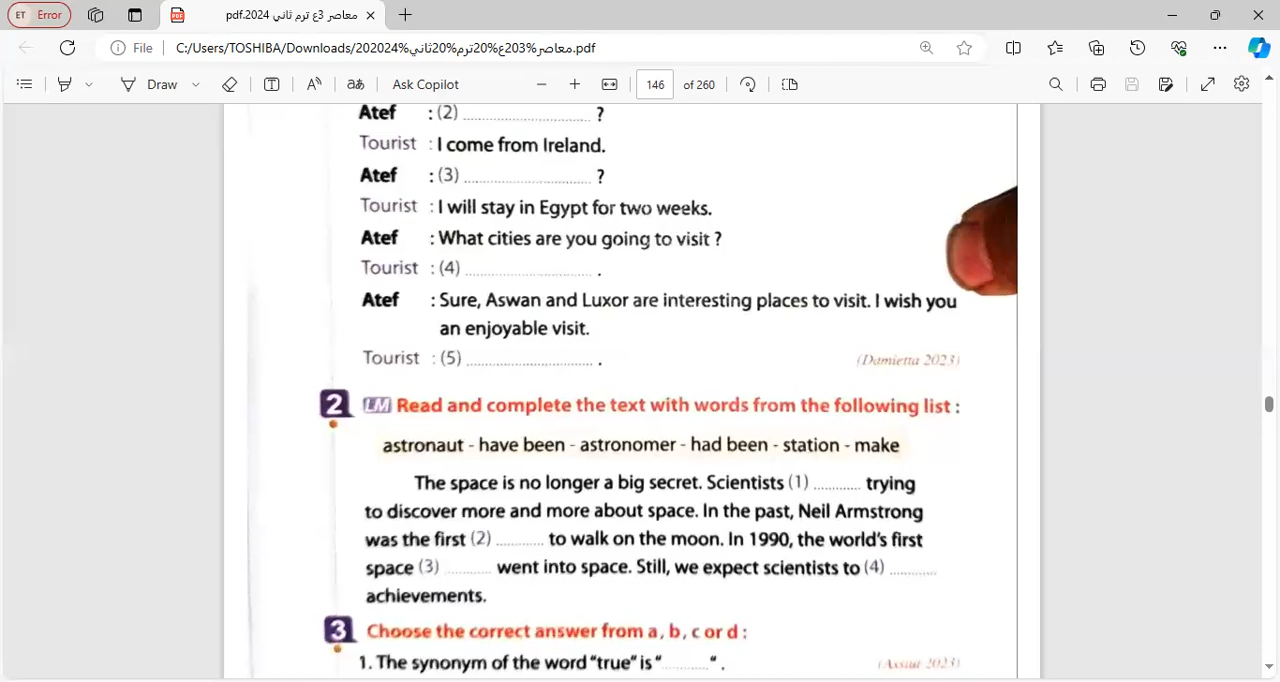 ET Error
معاصر 3ع ترم ثاني 2024.pdf
File
C:/Users/TOSHIBA/Downloads/202024%معاصر%203ع%20ترم%20ثاني.pdf
Draw
aあ
Ask Copilot
146 of 260
Atef : (2) ........................ ?
Tourist : I come from Ireland.
Atef : (3) ........................ ?
Tourist : I will stay in Egypt for two weeks.
Atef : What cities are you going to visit ?
Tourist : (4) ........................ .
Atef : Sure, Aswan and Luxor are interesting places to visit. I wish you
an enjoyable visit.
Tourist : (5) ........................ .
(Damietta 2023)
2 LM Read and complete the text with words from the following list :
astronaut - have been - astronomer - had been - station - make
The space is no longer a big secret. Scientists (1) ............ trying
to discover more and more about space. In the past, Neil Armstrong
was the first (2) ............ to walk on the moon. In 1990, the world's first
space (3) ............ went into space. Still, we expect scientists to (4) ............
achievements.
3 Choose the correct answer from a, b, c or d :
1. The synonym of the word "true" is "............" .
(Assiut 2023)